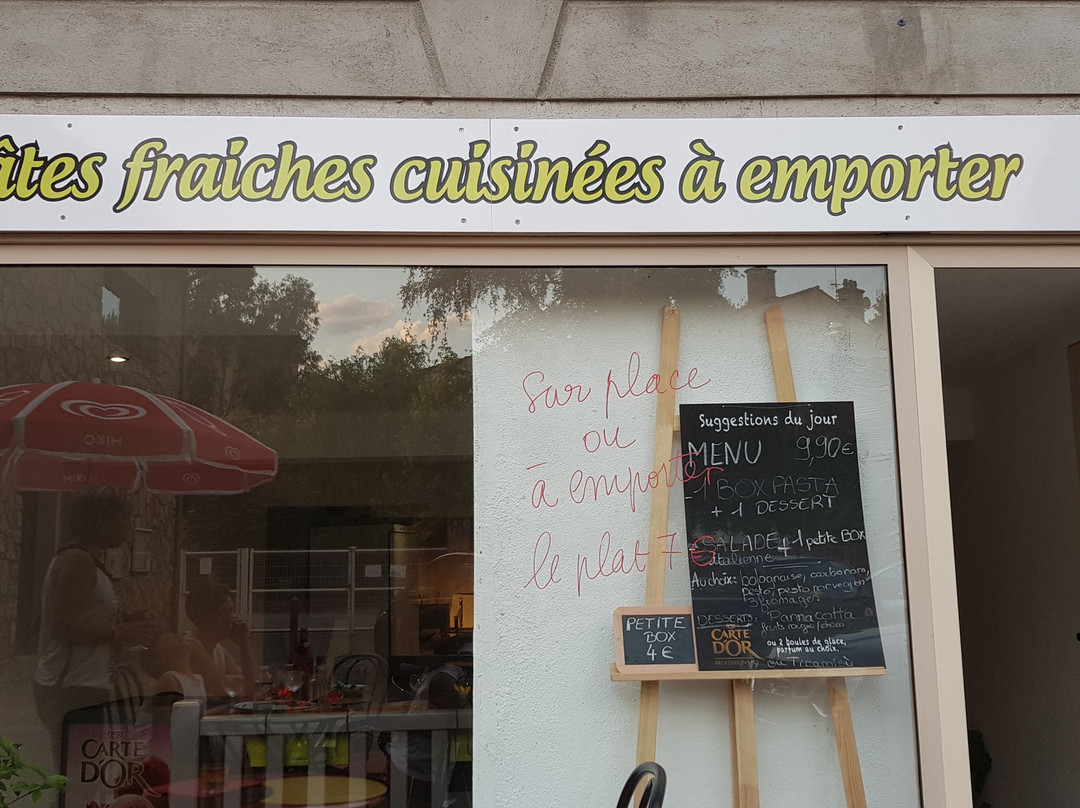 âtes fraiches cuisinées à emporter
Sur place
ou
à emporter
le plat 7 €
Suggestions du jour
MENU 9,90€
1 BOX PASTA
+ 1 DESSERT
SALADE + 1 petite BOX
italienne
Au choix: bolognaise, carbonara,
pesto, pesto
3 fromages
DESSERTS: Panna cotta
fruits rouges/choco
CARTE
D'OR
PROFESSIONNEL
ou 2 boules de glace,
parfum au choix.
ou Tiramisu
PETITE
BOX
4 €
OKIM
MIK
CARTE
D'OR